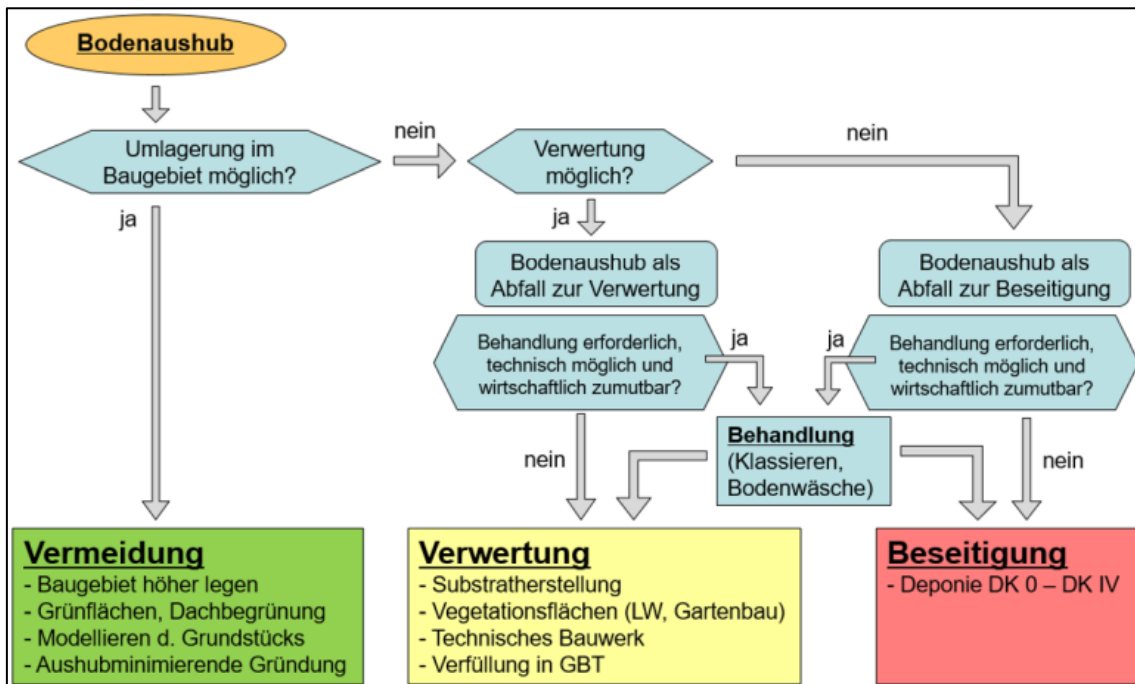 Bodenaushub
Umlagerung im
Baugebiet möglich?
nein
Verwertung
möglich?
nein
ja
ja
Bodenaushub als
Abfall zur Verwertung
Bodenaushub als
Abfall zur Beseitigung
Behandlung erforderlich,
technisch möglich und
wirtschaftlich zumutbar?
ja
ja
Behandlung erforderlich,
technisch möglich und
wirtschaftlich zumutbar?
nein
Behandlung
(Klassieren,
Bodenwäsche)
nein
Vermeidung
- Baugebiet höher legen
- Grünflächen, Dachbegrünung
- Modellieren d. Grundstücks
- Aushubminimierende Gründung
Verwertung
- Substratherstellung
- Vegetationsflächen (LW, Gartenbau)
- Technisches Bauwerk
- Verfüllung in GBT
Beseitigung
- Deponie DK 0 – DK IV